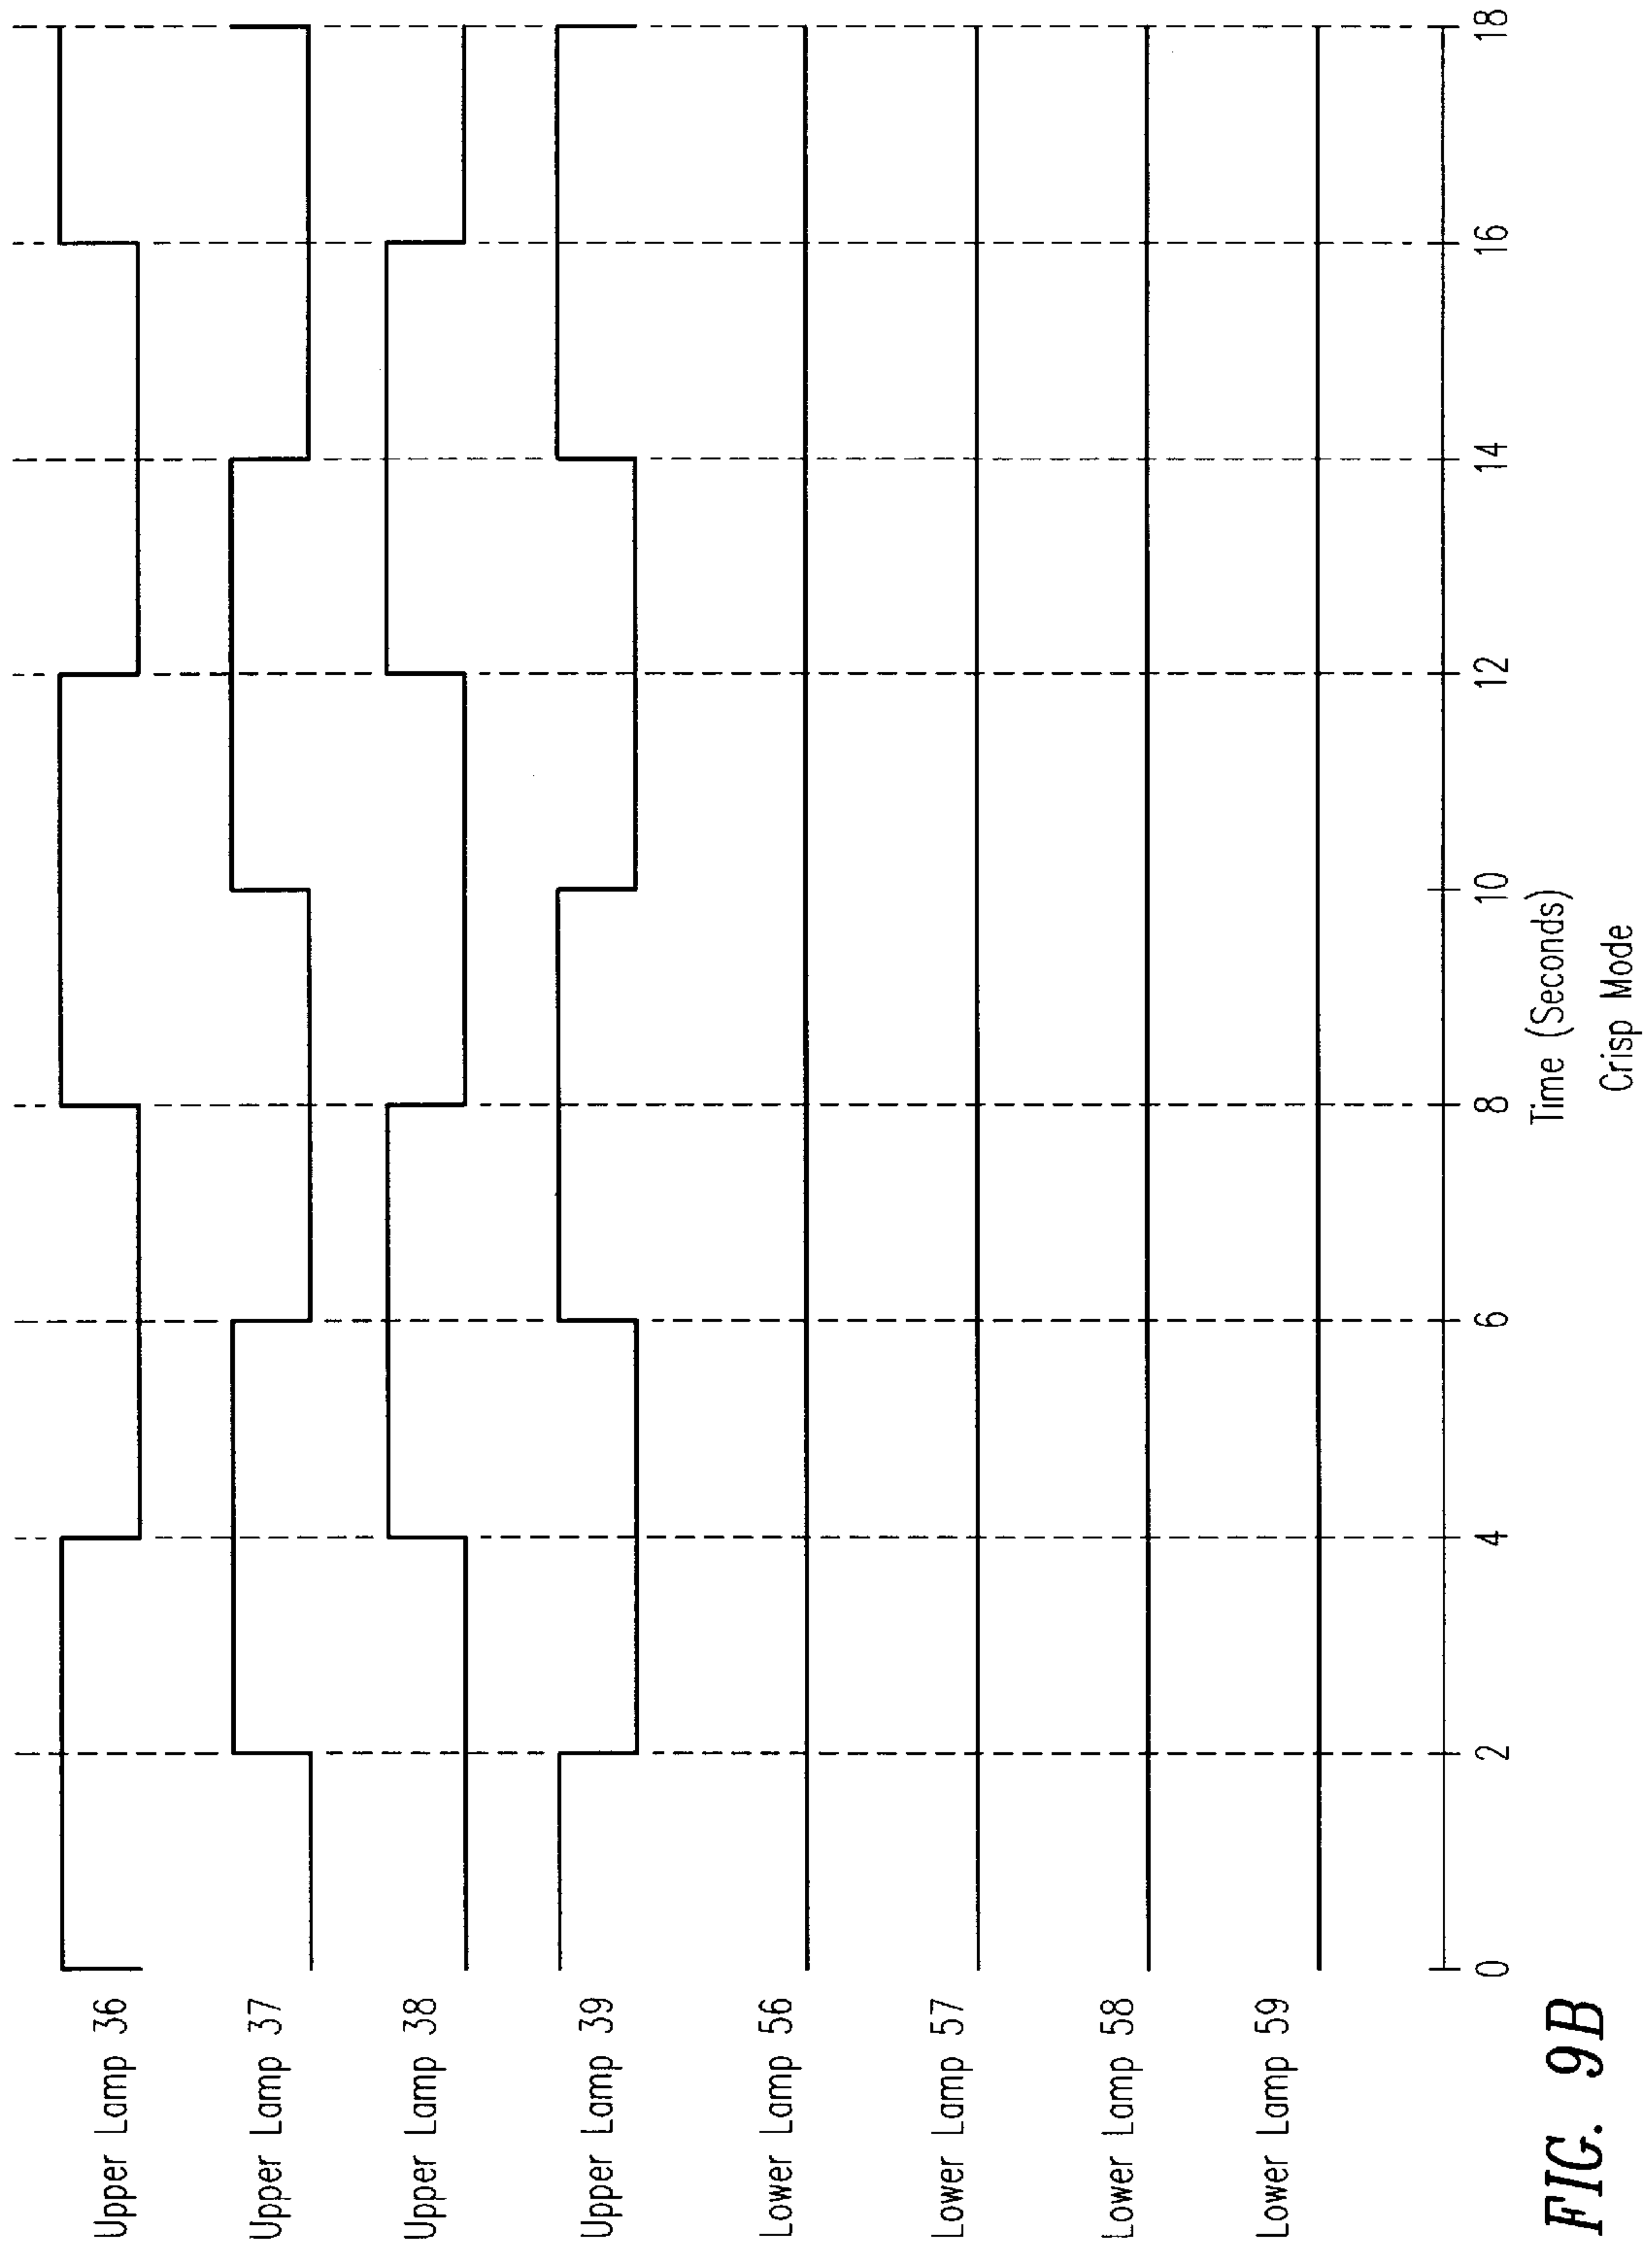 Upper Lamp 36
Upper Lamp 37
Upper Lamp 38
Upper Lamp 39
Lower Lamp 56
Lower Lamp 57
Lower Lamp 58
Lower Lamp 59
0 2 4 6 8 10 12 14 16 18
Time (Seconds)
Crisp Mode
FIG. 9B